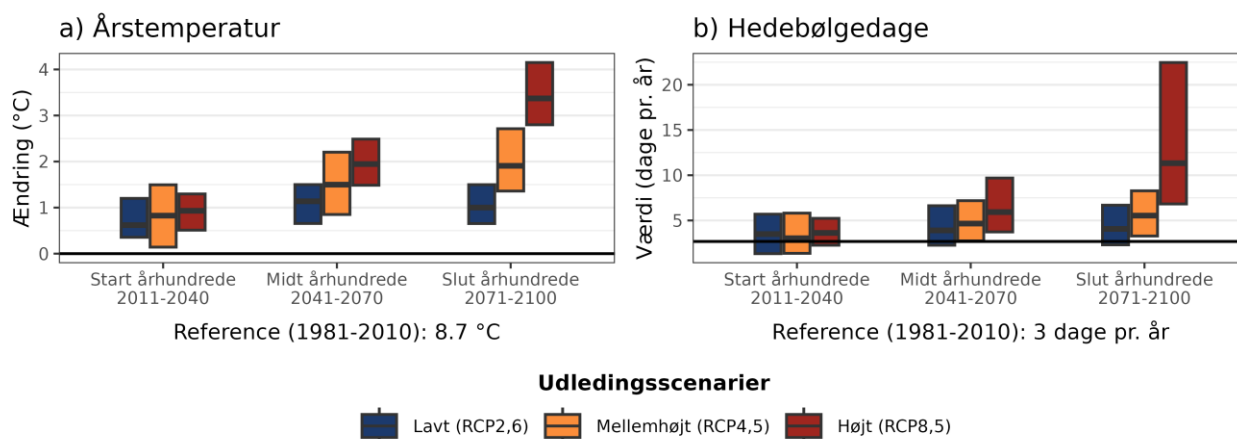 a) Årstemperatur
Ændring (°C)
4
3
2
1
0
Start århundrede
2011-2040
Midt århundrede
2041-2070
Slut århundrede
2071-2100
Reference (1981-2010): 8.7 °C
b) Hedebølgedage
Værdi (dage pr. år)
20
15
10
5
Start århundrede
2011-2040
Midt århundrede
2041-2070
Slut århundrede
2071-2100
Reference (1981-2010): 3 dage pr. år
Udledingsscenarier
Lavt (RCP2,6)
Mellemhøjt (RCP4,5)
Højt (RCP8,5)